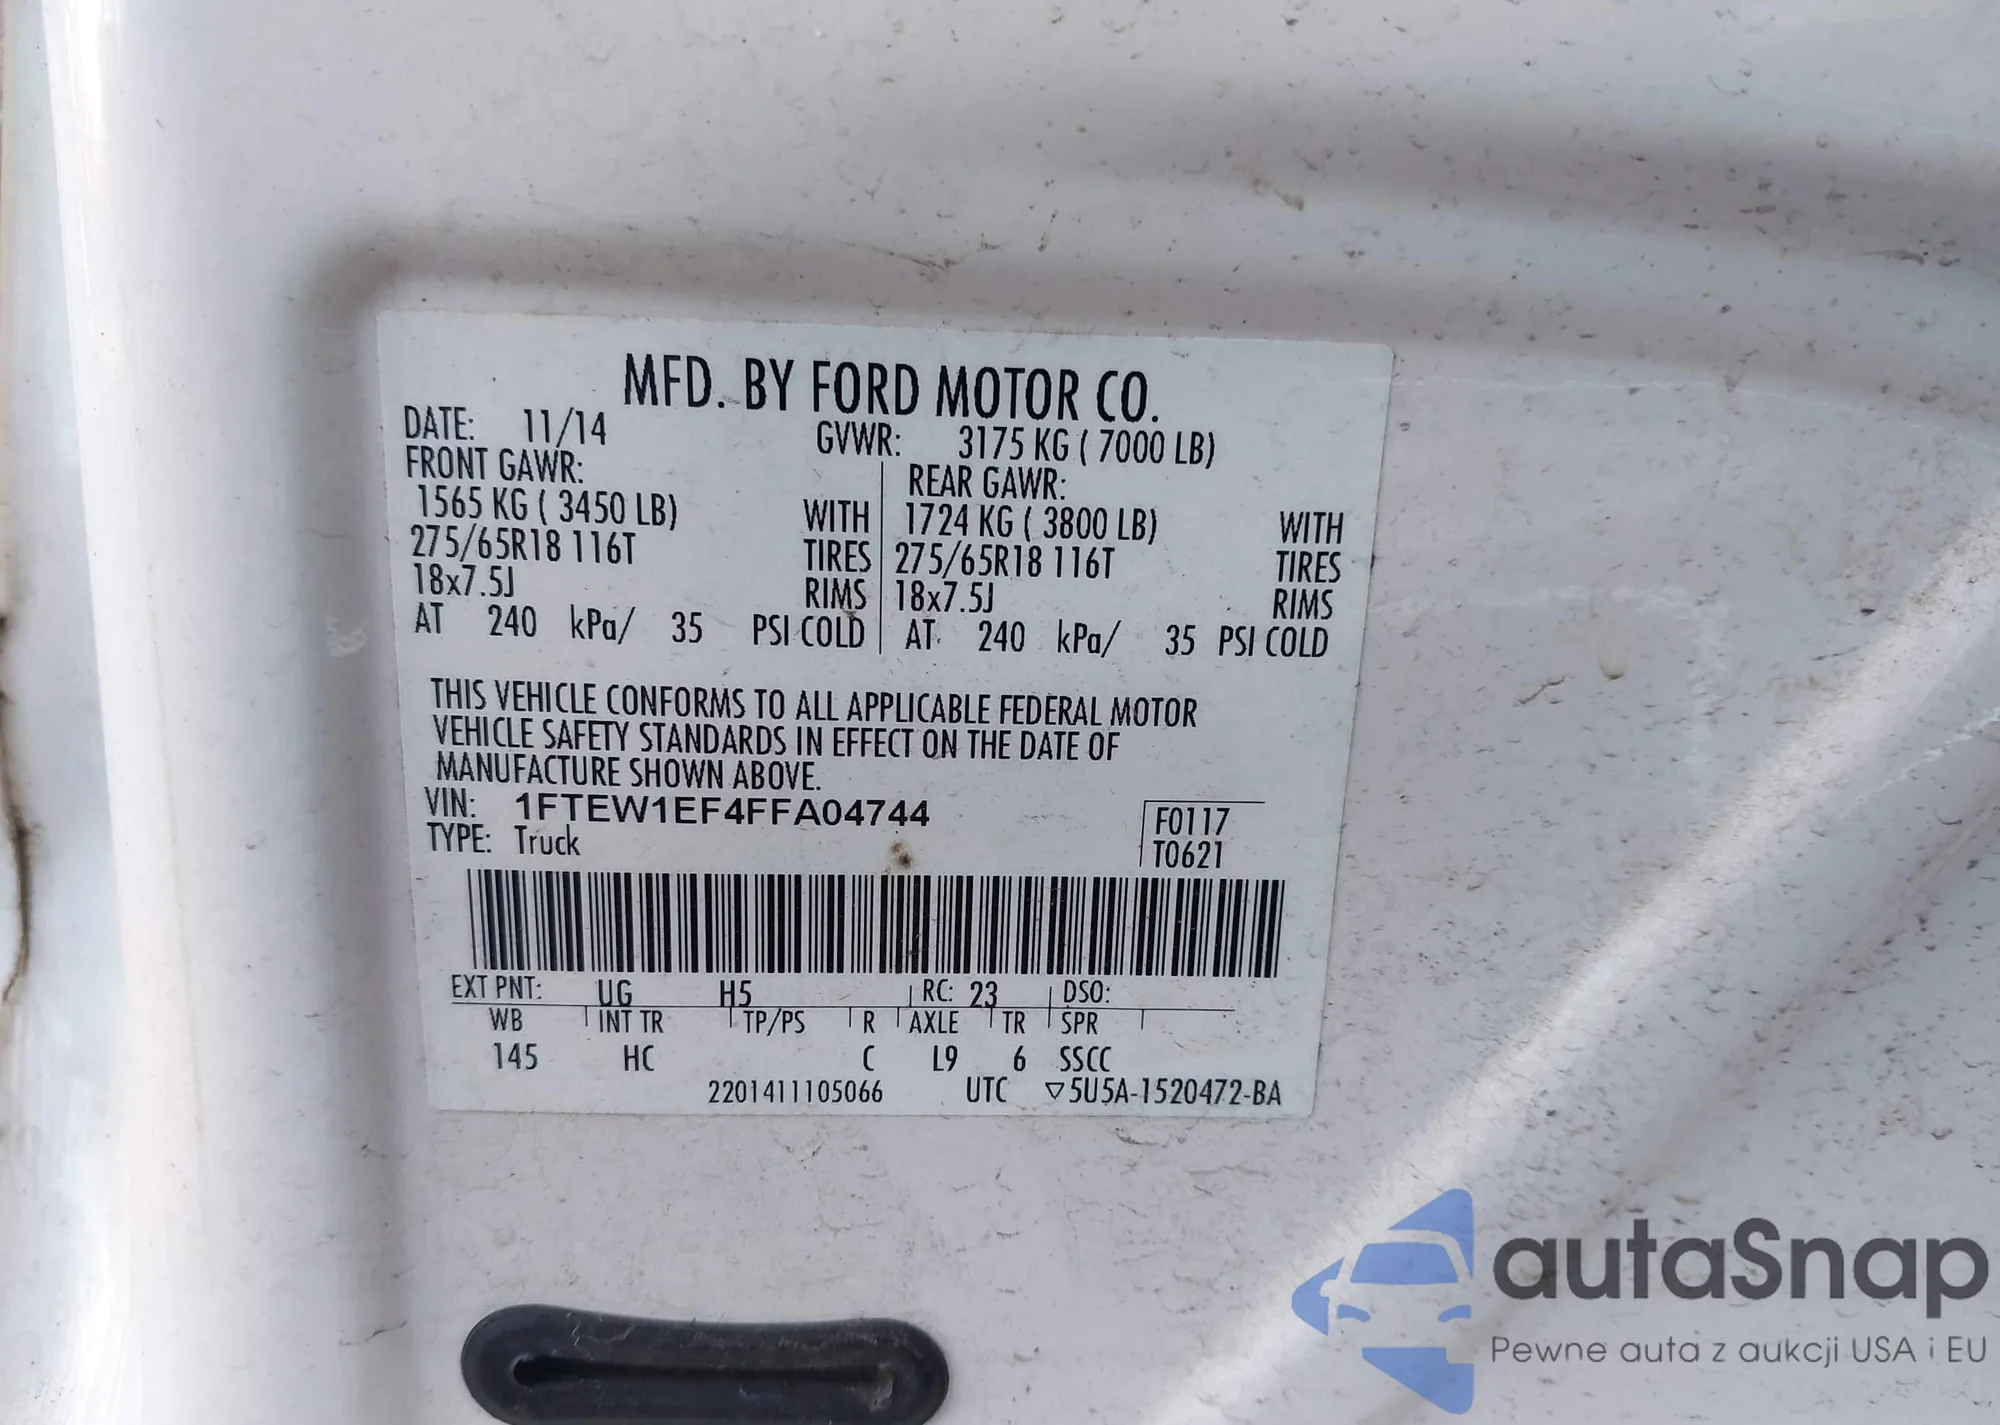 MFD. BY FORD MOTOR CO.
DATE: 11/14 GVWR: 3175 KG ( 7000 LB)
FRONT GAWR: REAR GAWR:
1565 KG ( 3450 LB) WITH 1724 KG ( 3800 LB) WITH
275/65R18 116T TIRES 275/65R18 116T TIRES
18x7.5J RIMS 18x7.5J RIMS
AT 240 kPa/ 35 PSI COLD AT 240 kPa/ 35 PSI COLD
THIS VEHICLE CONFORMS TO ALL APPLICABLE FEDERAL MOTOR
VEHICLE SAFETY STANDARDS IN EFFECT ON THE DATE OF
MANUFACTURE SHOWN ABOVE.
VIN: 1FTEW1EF4FFA04744 F0117
TYPE: Truck T0621
EXT PNT: UG H5 RC: 23 DSO:
WB INT TR TP/PS R AXLE TR SPR
145 HC C L9 6 SSCC
2201411105066 UTC ▽5U5A-1520472-BA
autaSnap
Pewne auta z aukcji USA i EU